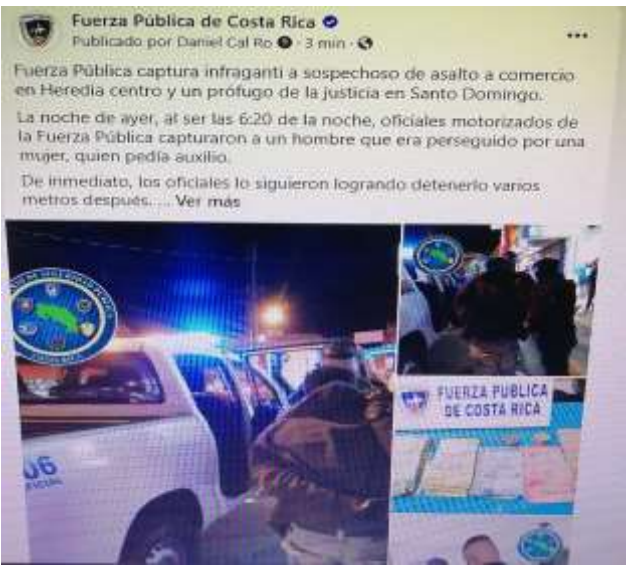 Fuerza Pública de Costa Rica
Publicado por Daniel Cal Ro · 3 min ·
Fuerza Pública captura infraganti a sospechoso de asalto a comercio
en Heredia centro y un prófugo de la justicia en Santo Domingo.
La noche de ayer, al ser las 6:20 de la noche, oficiales motorizados de
la Fuerza Pública capturaron a un hombre que era perseguido por una
mujer, quien pedía auxilio.
De inmediato, los oficiales lo siguieron logrando detenerlo varios
metros después.... Ver más
FUERZA PUBLICA
DE COSTA RICA
06